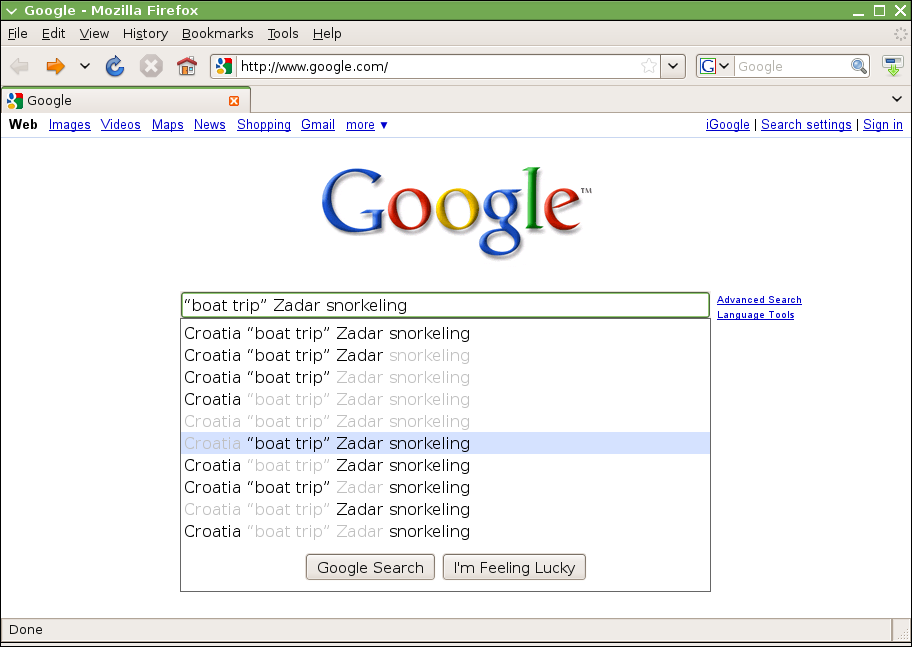 Google - Mozilla Firefox
File Edit View History Bookmarks Tools Help
http://www.google.com/ G Google
Google
Web Images Videos Maps News Shopping Gmail more ▼ iGoogle | Search settings | Sign in
Google™
“boat trip” Zadar snorkeling Advanced Search
Language Tools
Croatia “boat trip” Zadar snorkeling
Croatia “boat trip” Zadar snorkeling
Croatia “boat trip” Zadar snorkeling
Croatia “boat trip” Zadar snorkeling
Croatia “boat trip” Zadar snorkeling
Croatia “boat trip” Zadar snorkeling
Croatia “boat trip” Zadar snorkeling
Croatia “boat trip” Zadar snorkeling
Croatia “boat trip” Zadar snorkeling
Croatia “boat trip” Zadar snorkeling
Google Search I'm Feeling Lucky
Done